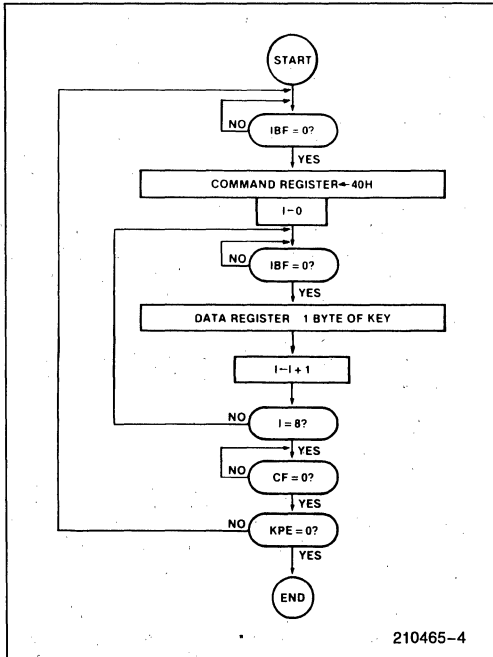 START
NO
IBF = 0?
YES
COMMAND REGISTER←40H
I←0
NO
IBF = 0?
YES
DATA REGISTER 1 BYTE OF KEY
I←I + 1
NO
I = 8?
YES
NO
CF = 0?
YES
NO
KPE = 0?
YES
END
210465-4